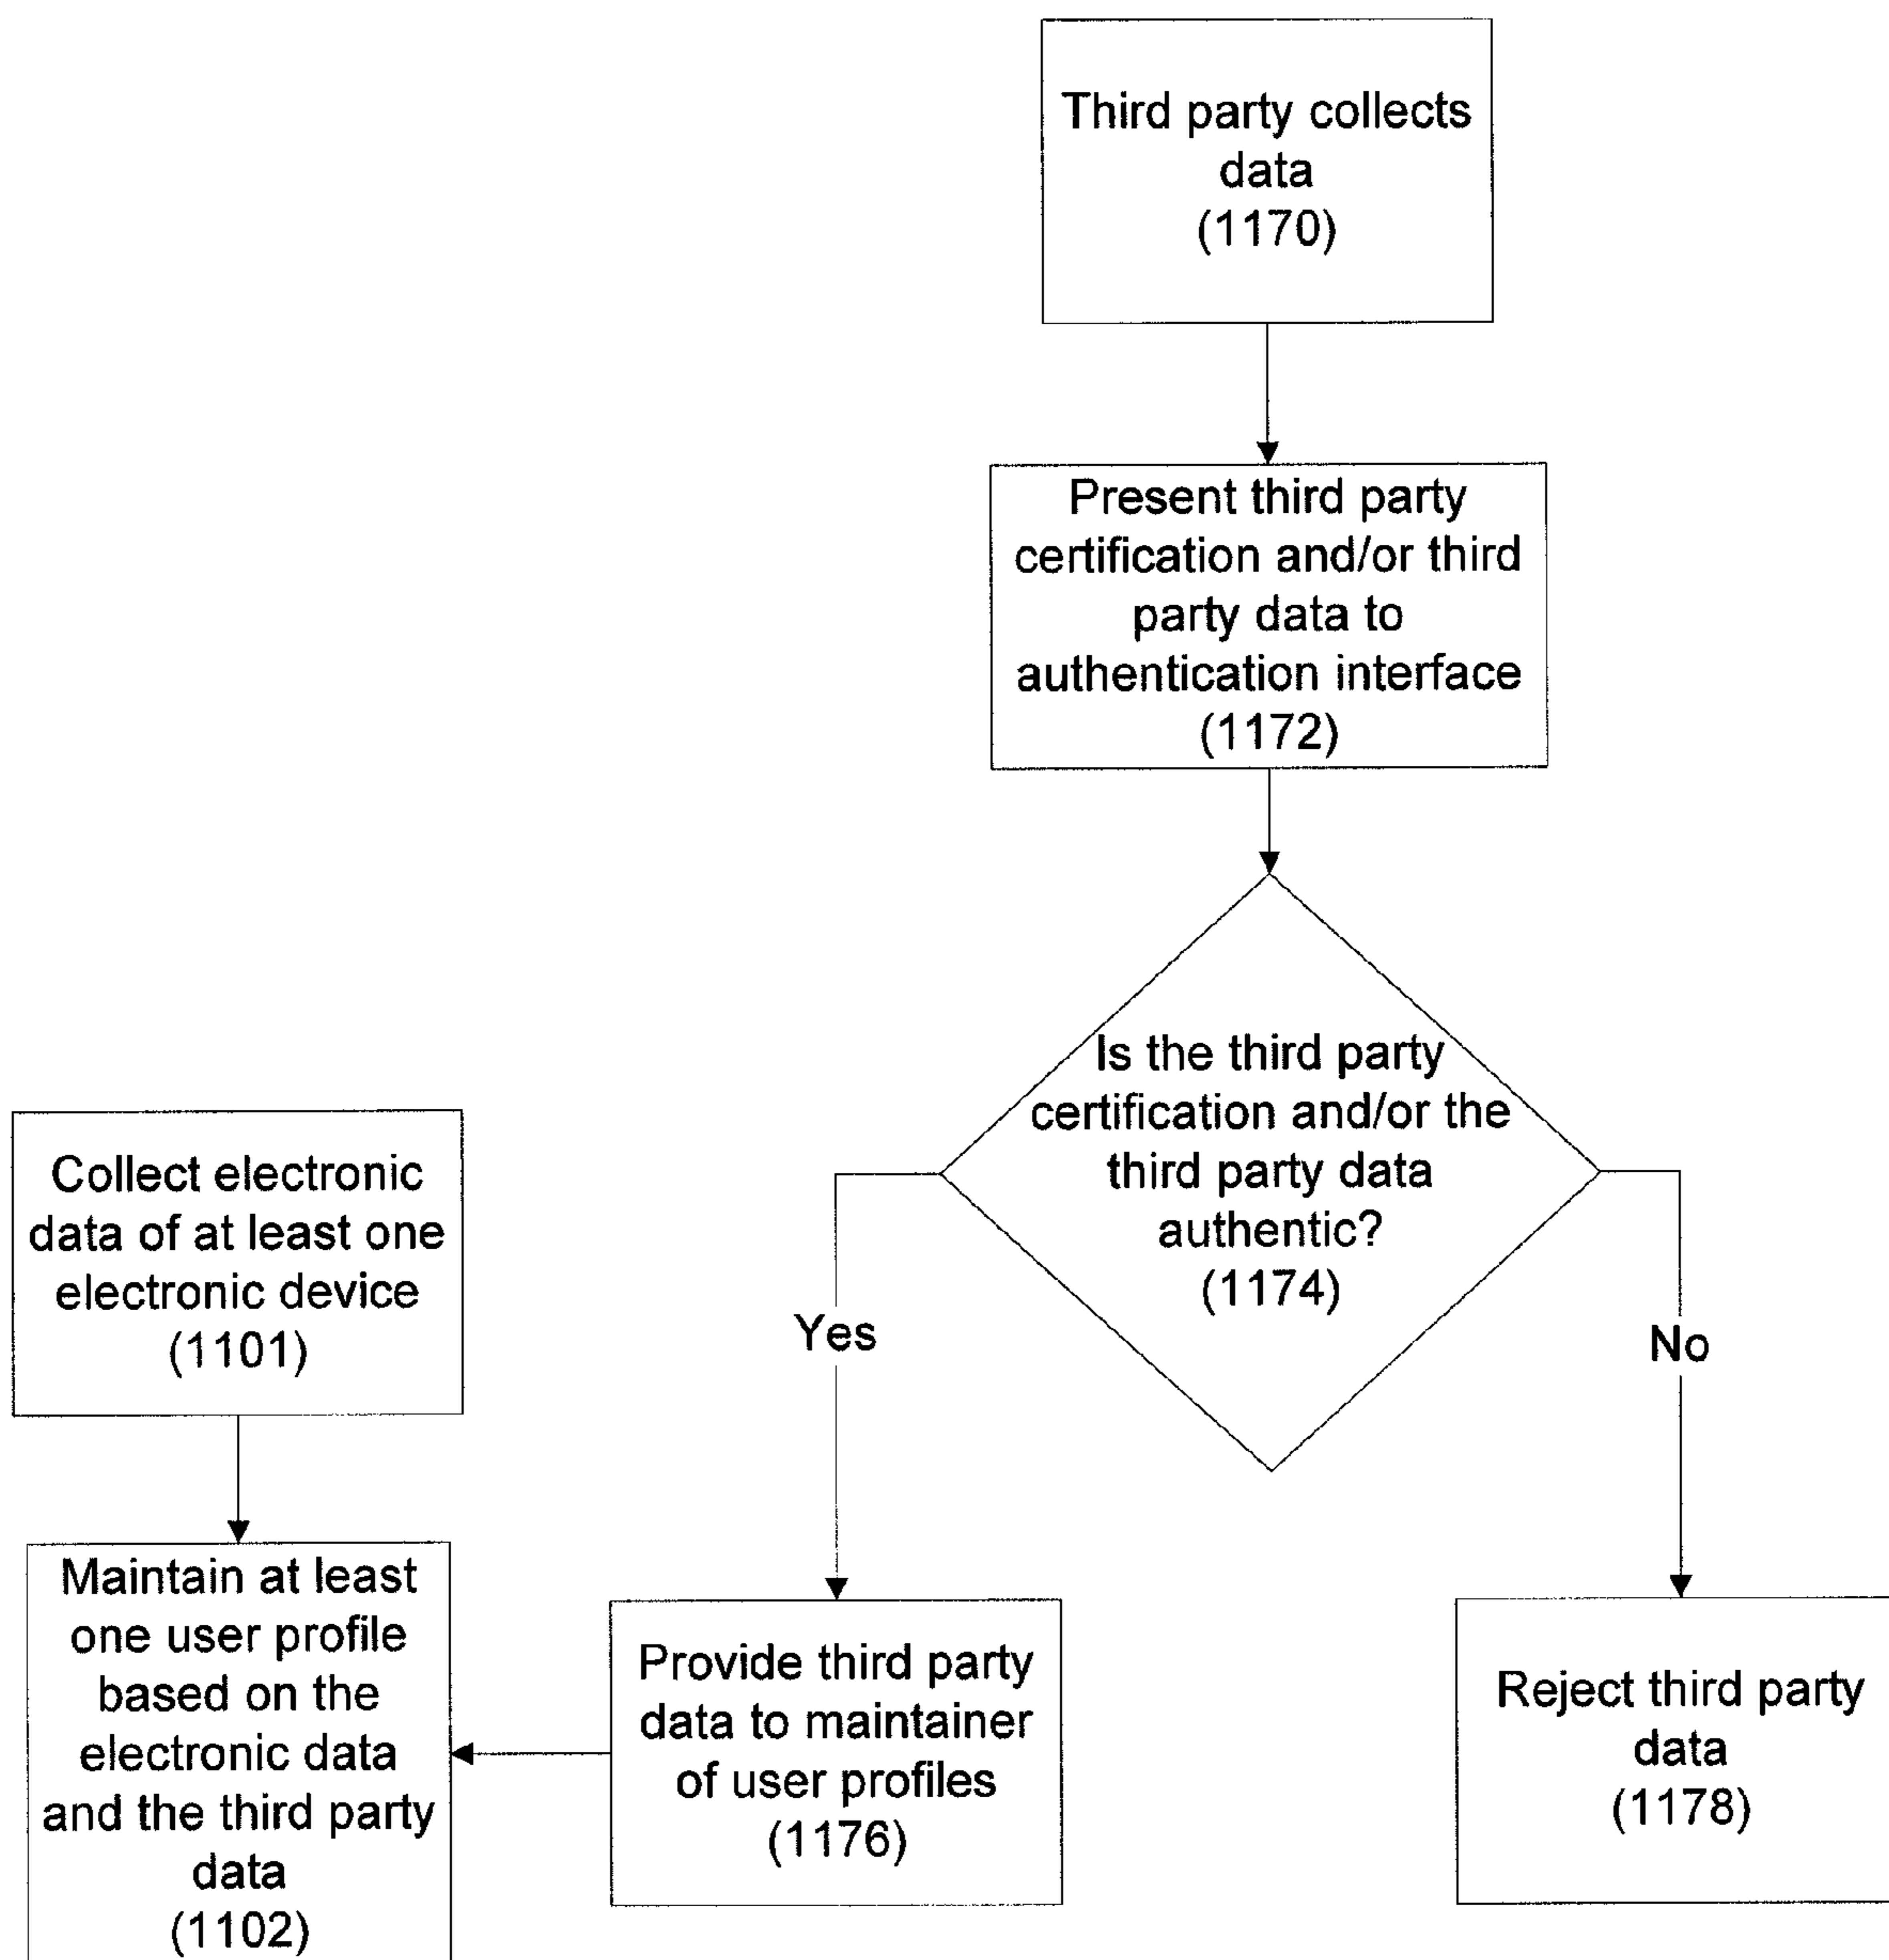 Third party collects
data
(1170)
Present third party
certification and/or third
party data to
authentication interface
(1172)
Is the third party
certification and/or the
third party data
authentic?
(1174)
Yes
No
Collect electronic
data of at least one
electronic device
(1101)
Maintain at least
one user profile
based on the
electronic data
and the third party
data
(1102)
Provide third party
data to maintainer
of user profiles
(1176)
Reject third party
data
(1178)